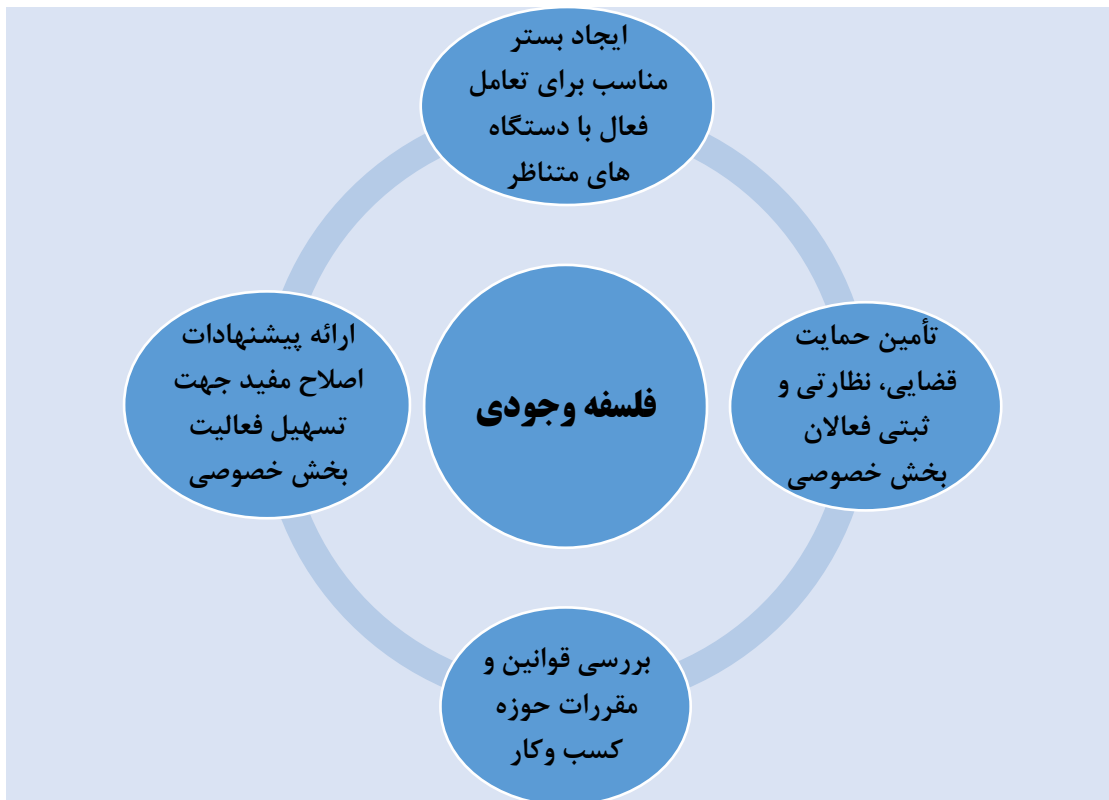 ایجاد بستر
مناسب برای تعامل
فعال با دستگاه
های متناظر
تأمین حمایت
قضایی، نظارتی و
ثبتی فعالان
بخش خصوصی
بررسی قوانین و
مقررات حوزه
کسب وکار
ارائه پیشنهادات
اصلاح مفید جهت
تسهیل فعالیت
بخش خصوصی
فلسفه وجودی